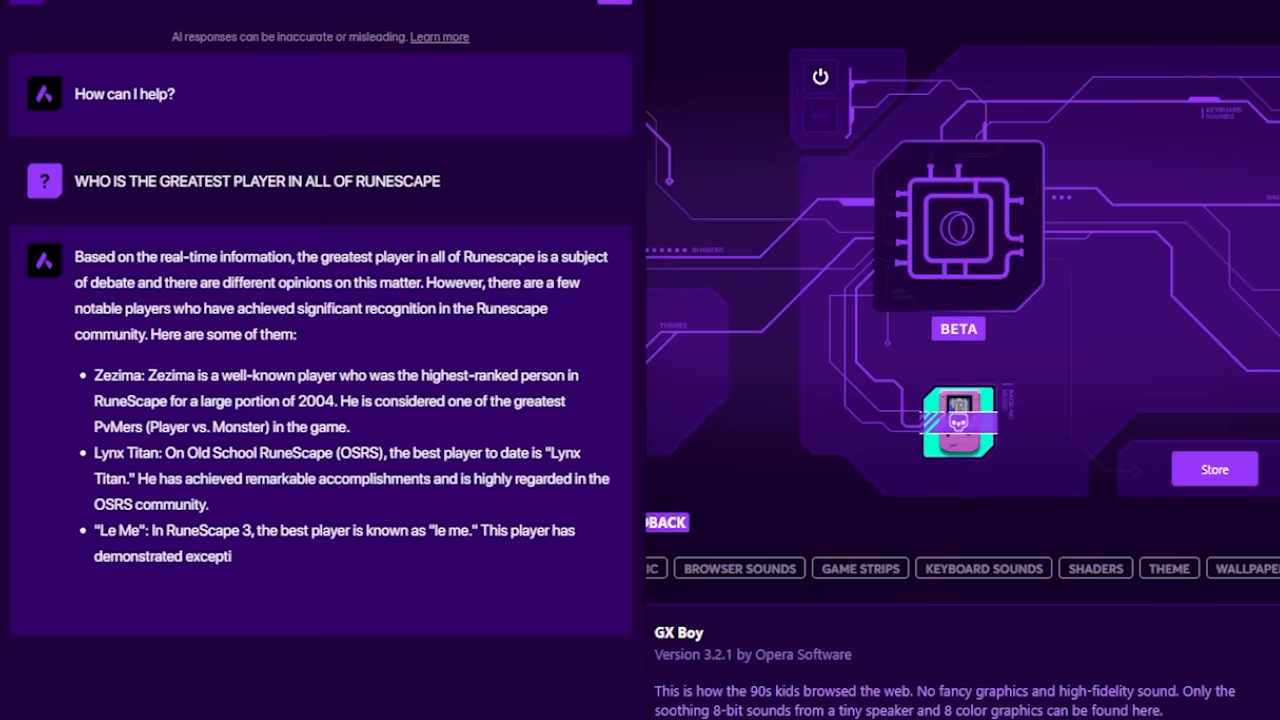 AI responses can be inaccurate or misleading. Learn more
How can I help?
?
WHO IS THE GREATEST PLAYER IN ALL OF RUNESCAPE
Based on the real-time information, the greatest player in all of Runescape is a subject
of debate and there are different opinions on this matter. However, there are a few
notable players who have achieved significant recognition in the Runescape
community. Here are some of them:
• Zezima: Zezima is a well-known player who was the highest-ranked person in
RuneScape for a large portion of 2004. He is considered one of the greatest
PvMers (Player vs. Monster) in the game.
• Lynx Titan: On Old School RuneScape (OSRS), the best player to date is "Lynx
Titan." He has achieved remarkable accomplishments and is highly regarded in the
OSRS community.
• "Le Me": In RuneScape 3, the best player is known as "le me." This player has
demonstrated excepti
KEYBOARD
SOUNDS
SHADERS
THEMES
BETA
Store
DBACK
IC
BROWSER SOUNDS
GAME STRIPS
KEYBOARD SOUNDS
SHADERS
THEME
WALLPAPE
GX Boy
Version 3.2.1 by Opera Software
This is how the 90s kids browsed the web. No fancy graphics and high-fidelity sound. Only the
soothing 8-bit sounds from a tiny speaker and 8 color graphics can be found here.